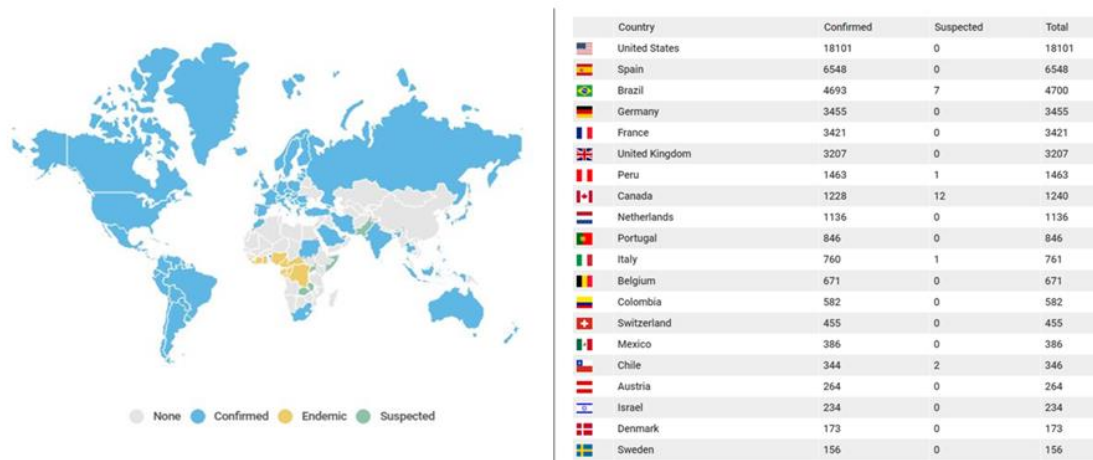 None Confirmed Endemic Suspected
Country Confirmed Suspected Total
United States 18101 0 18101
Spain 6548 0 6548
Brazil 4693 7 4700
Germany 3455 0 3455
France 3421 0 3421
United Kingdom 3207 0 3207
Peru 1463 1 1463
Canada 1228 12 1240
Netherlands 1136 0 1136
Portugal 846 0 846
Italy 760 1 761
Belgium 671 0 671
Colombia 582 0 582
Switzerland 455 0 455
Mexico 386 0 386
Chile 344 2 346
Austria 264 0 264
Israel 234 0 234
Denmark 173 0 173
Sweden 156 0 156